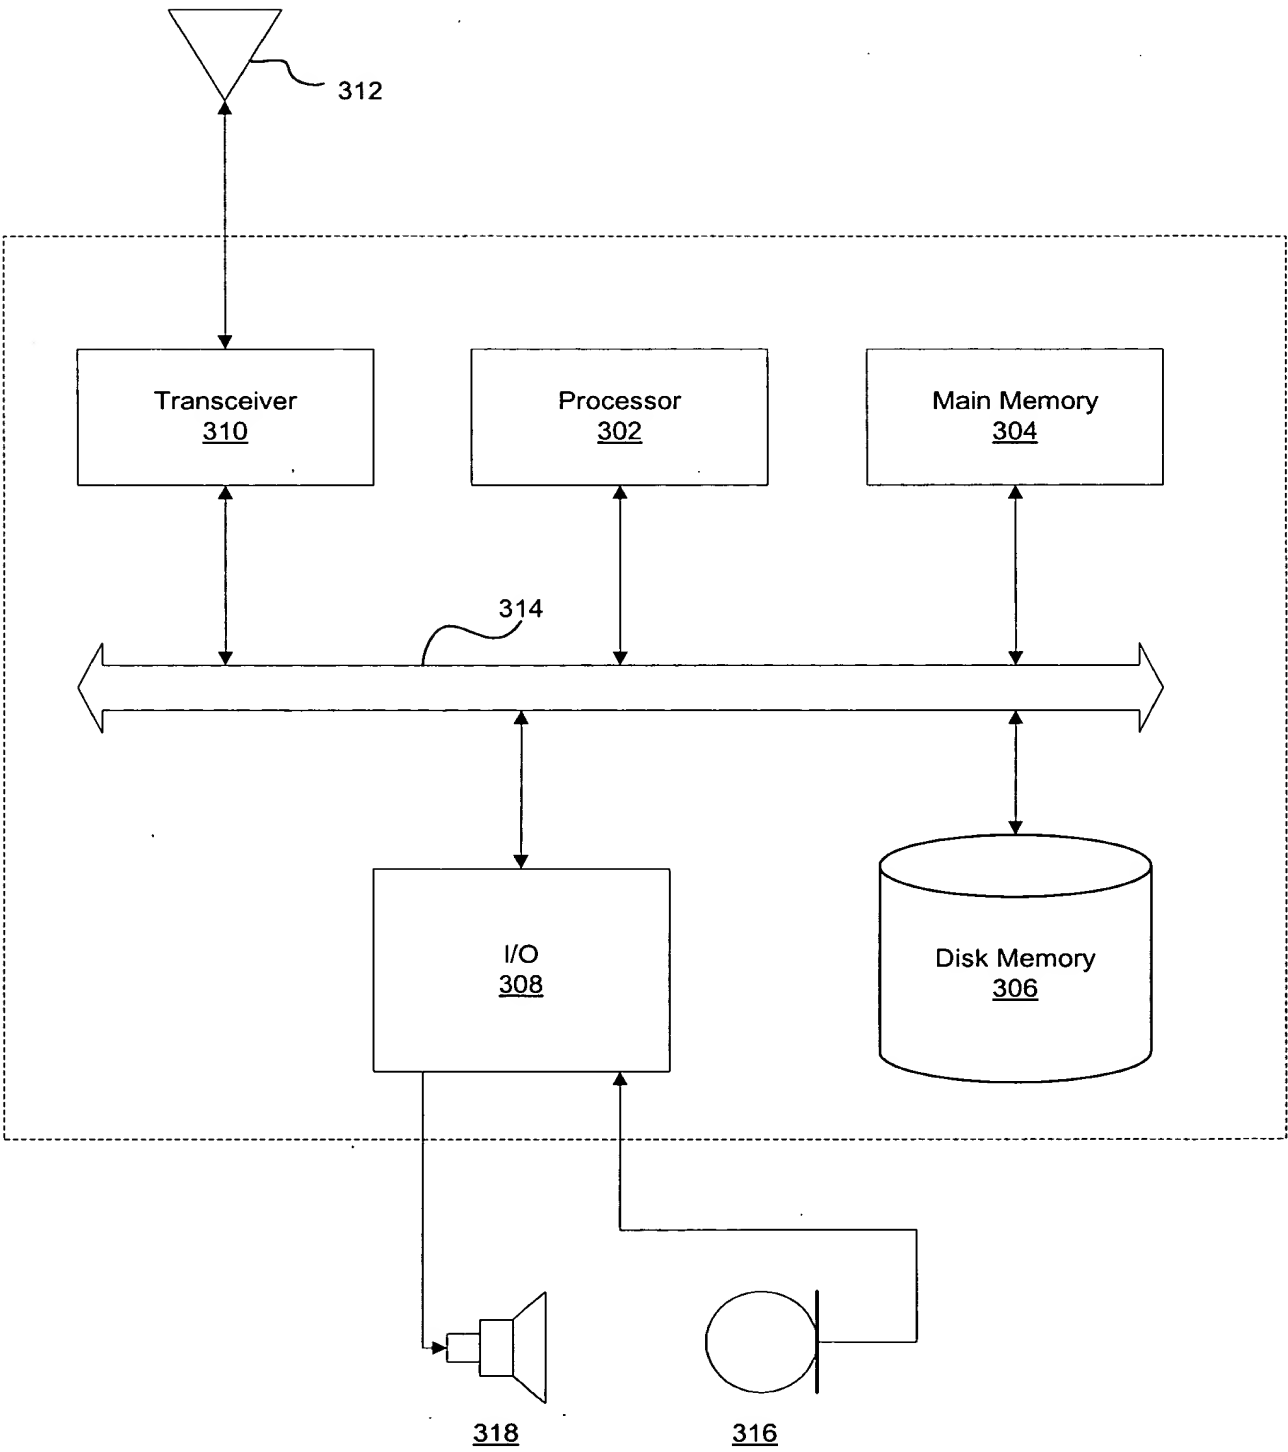 312
Transceiver
310
Processor
302
Main Memory
304
314
I/O
308
Disk Memory
306
318
316